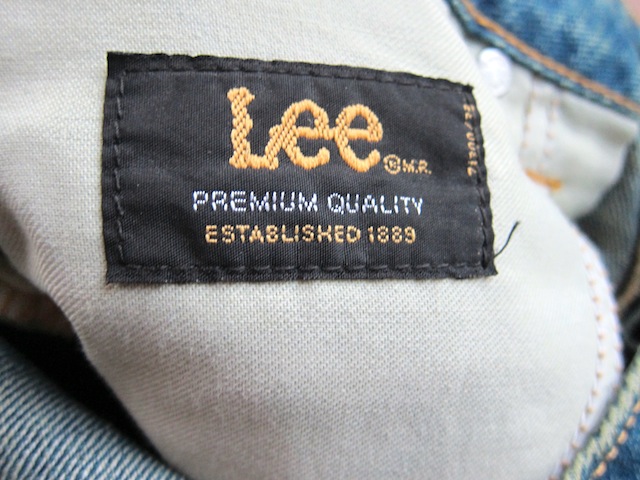 Lee
©M.R.
PREMIUM QUALITY
ESTABLISHED 1889